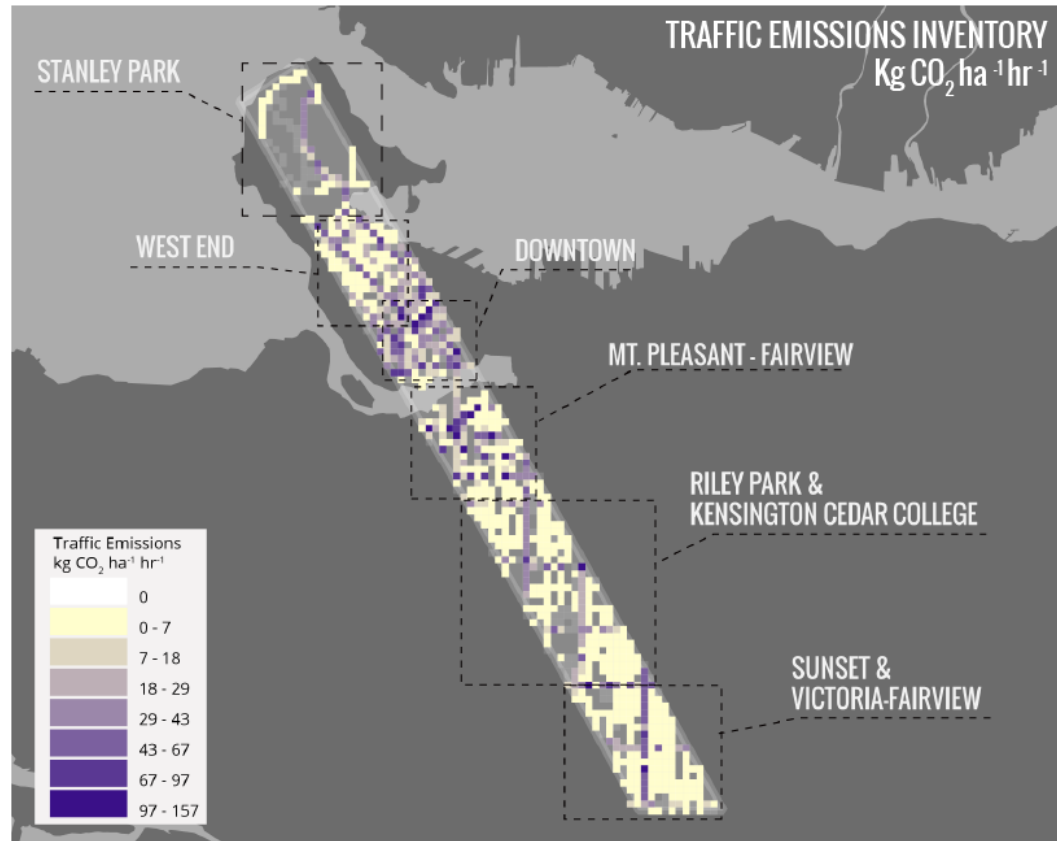 TRAFFIC EMISSIONS INVENTORY
Kg CO₂ ha ⁻¹ hr ⁻¹
STANLEY PARK
WEST END
DOWNTOWN
MT. PLEASANT - FAIRVIEW
RILEY PARK &
KENSINGTON CEDAR COLLEGE
SUNSET &
VICTORIA-FAIRVIEW
Traffic Emissions
kg CO₂ ha⁻¹ hr⁻¹
0
0 - 7
7 - 18
18 - 29
29 - 43
43 - 67
67 - 97
97 - 157